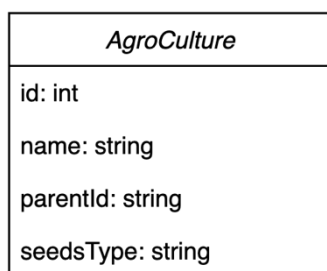 AgroCulture
id: int
name: string
parentId: string
seedsType: string